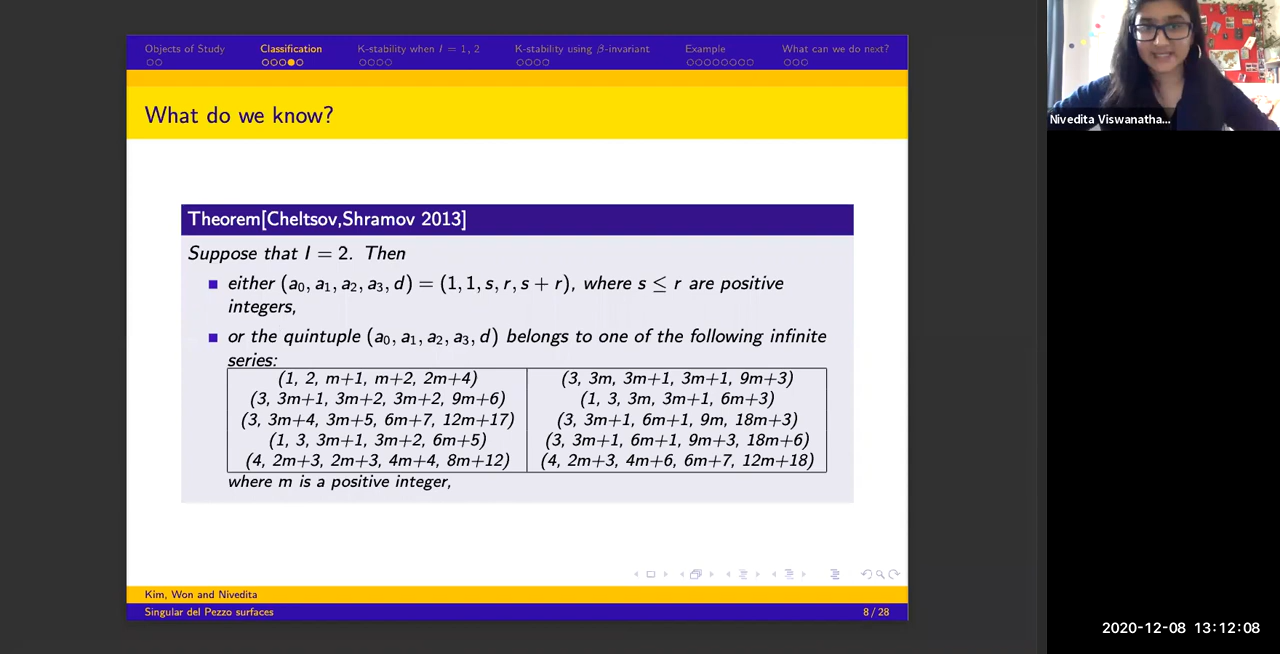 Objects of Study Classification K-stability when I = 1, 2 K-stability using β-invariant Example What can we do next?
What do we know?
Theorem[Cheltsov,Shramov 2013]
Suppose that I = 2. Then
either (a₀, a₁, a₂, a₃, d) = (1, 1, s, r, s + r), where s ≤ r are positive
integers,
or the quintuple (a₀, a₁, a₂, a₃, d) belongs to one of the following infinite
series:
(1, 2, m+1, m+2, 2m+4) (3, 3m, 3m+1, 3m+1, 9m+3)
(3, 3m+1, 3m+2, 3m+2, 9m+6) (1, 3, 3m, 3m+1, 6m+3)
(3, 3m+4, 3m+5, 6m+7, 12m+17) (3, 3m+1, 6m+1, 9m, 18m+3)
(1, 3, 3m+1, 3m+2, 6m+5) (3, 3m+1, 6m+1, 9m+3, 18m+6)
(4, 2m+3, 2m+3, 4m+4, 8m+12) (4, 2m+3, 4m+6, 6m+7, 12m+18)
where m is a positive integer,
Kim, Won and Nivedita
Singular del Pezzo surfaces 8 / 28
Nivedita Viswanatha...
2020-12-08 13:12:08